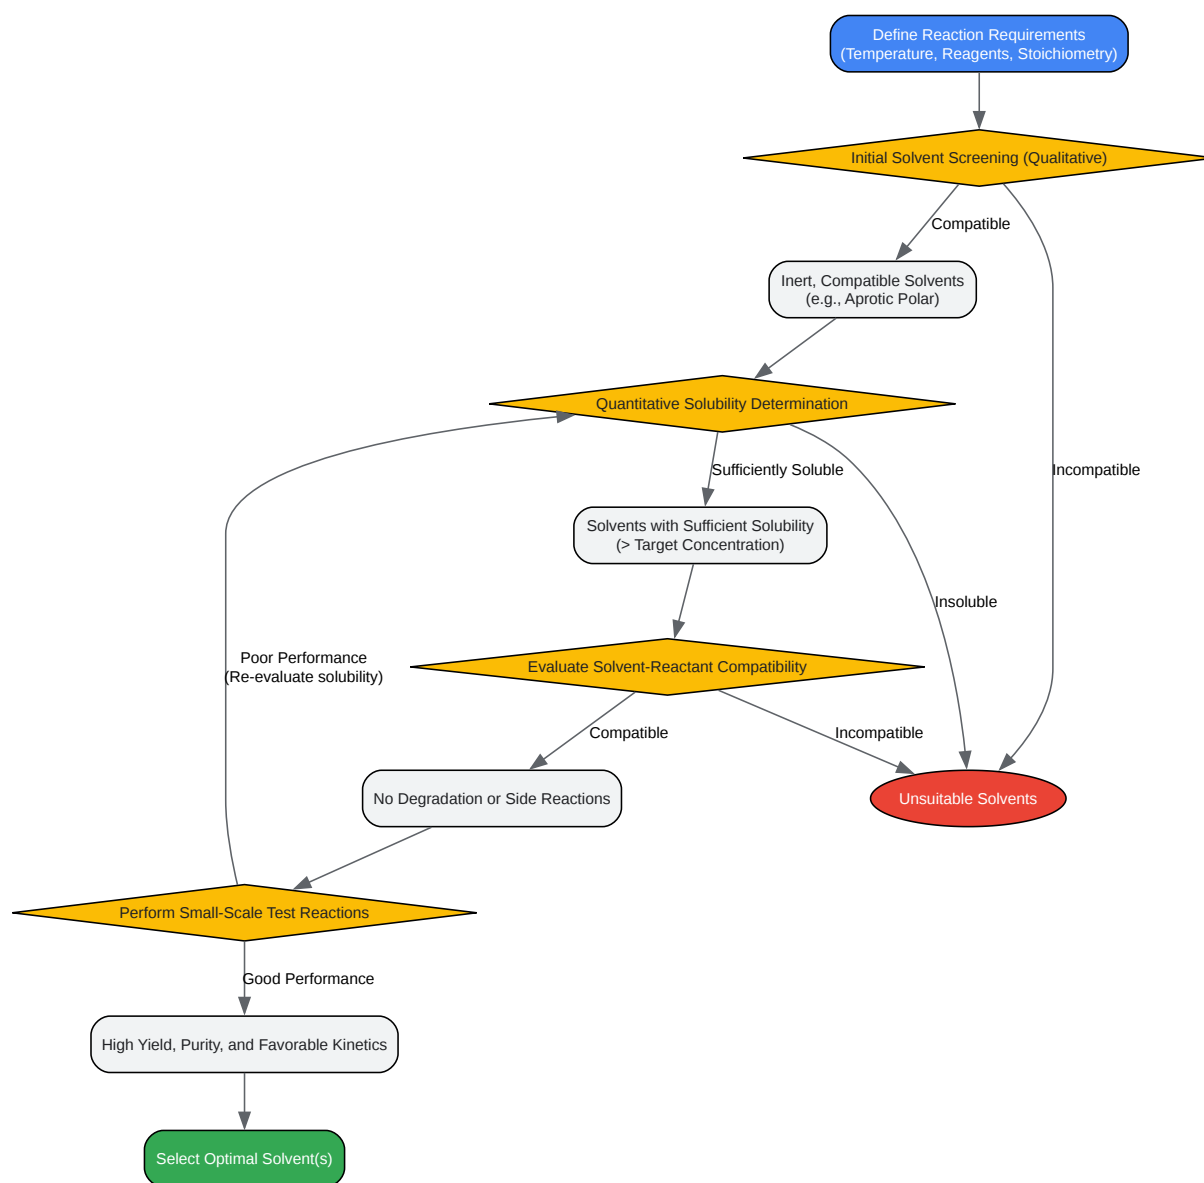 Define Reaction Requirements
(Temperature, Reagents, Stoichiometry)
Initial Solvent Screening (Qualitative)
Compatible
Inert, Compatible Solvents
(e.g., Aprotic Polar)
Quantitative Solubility Determination
Sufficiently Soluble
Incompatible
Solvents with Sufficient Solubility
(> Target Concentration)
Insoluble
Poor Performance
(Re-evaluate solubility)
Evaluate Solvent-Reactant Compatibility
Compatible
Incompatible
No Degradation or Side Reactions
Unsuitable Solvents
Perform Small-Scale Test Reactions
Good Performance
High Yield, Purity, and Favorable Kinetics
Select Optimal Solvent(s)